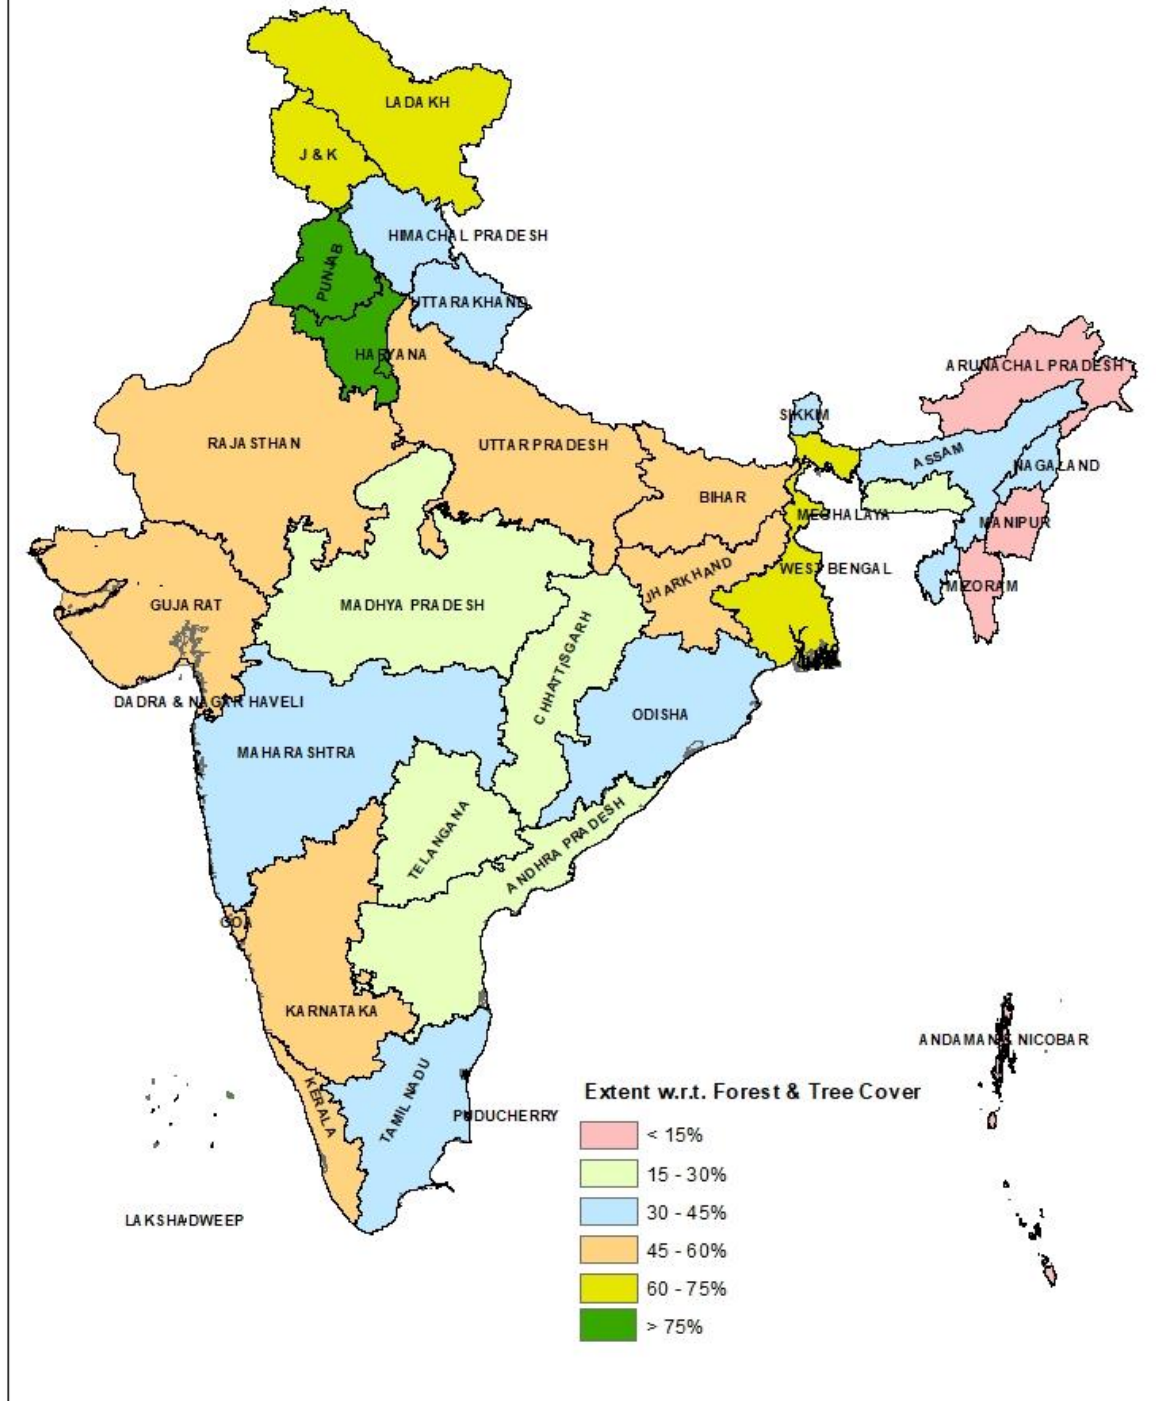 LADAKH
J & K
HIMACHAL PRADESH
PUNJAB
UTTARAKHAND
HARYANA
ARUNACHAL PRADESH
SIKKIM
RAJASTHAN
UTTAR PRADESH
ASSAM
NAGALAND
BIHAR
MEGHALAYA
MANIPUR
JHARKHAND
WEST BENGAL
MIZORAM
GUJARAT
MADHYA PRADESH
CHHATTISGARH
DADRA & NAGAR HAVELI
ODISHA
MAHARASHTRA
TELANGANA
ANDHRA PRADESH
GOA
KARNATAKA
ANDAMAN & NICOBAR
KERALA
TAMIL NADU
PUDUCHERRY
LAKSHADWEEP
Extent w.r.t. Forest & Tree Cover
< 15%
15 - 30%
30 - 45%
45 - 60%
60 - 75%
> 75%